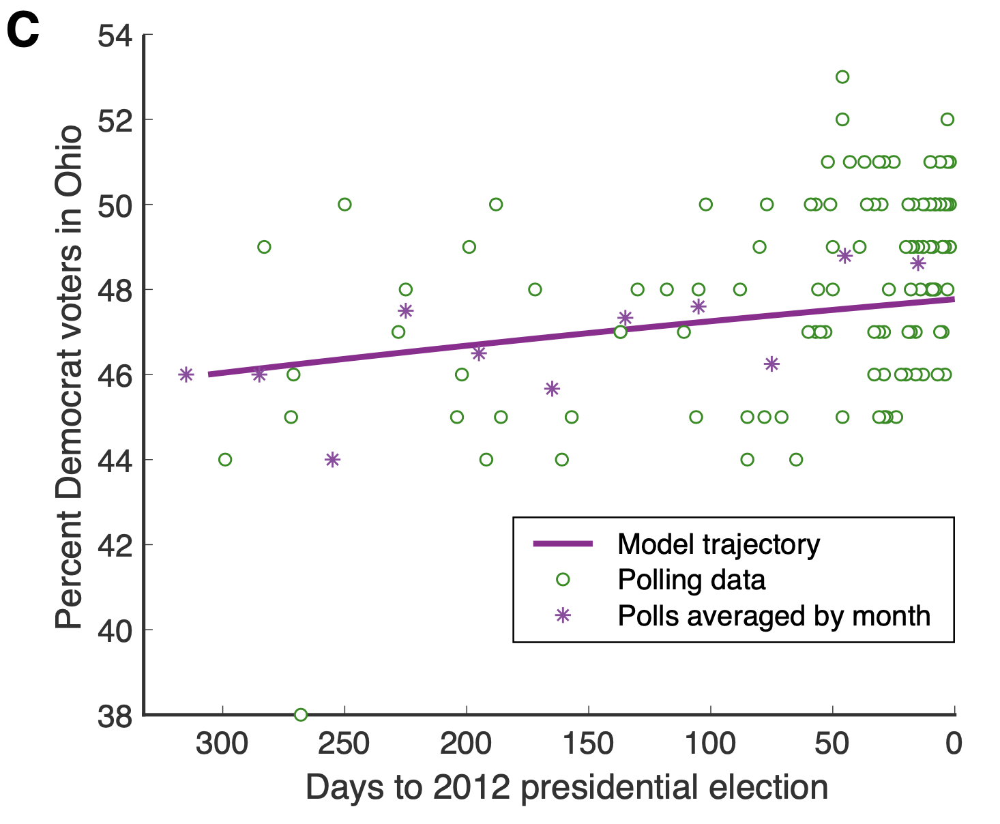 C
54
52
50
48
46
44
42
40
38
Percent Democrat voters in Ohio
Model trajectory
Polling data
Polls averaged by month
300 250 200 150 100 50 0
Days to 2012 presidential election